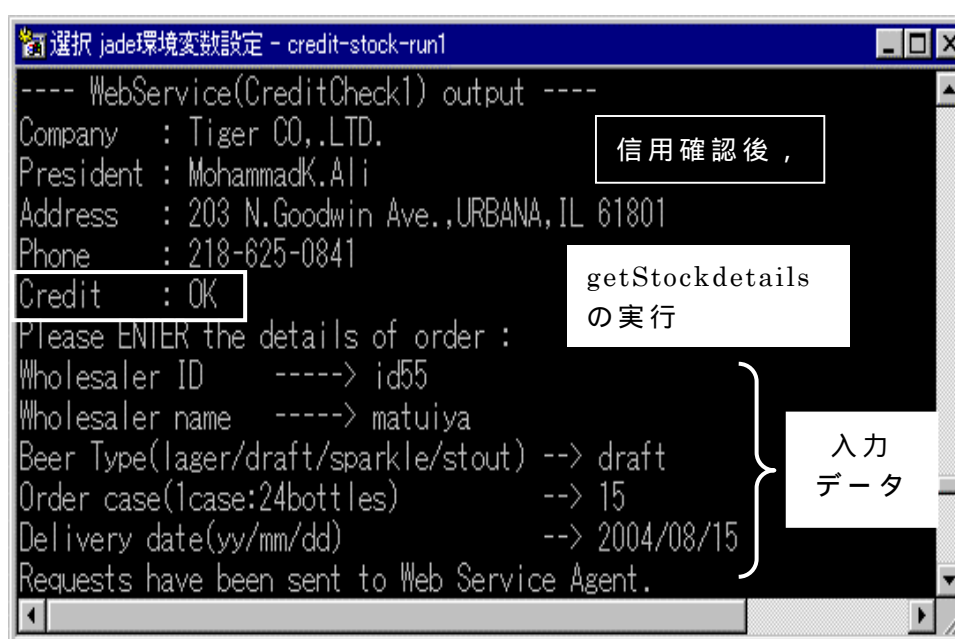 選択 jade環境変数設定 - credit-stock-run1
---- WebService(CreditCheck1) output ----
Company : Tiger CO,.LTD.
信用確認後，
President : MohammadK.Ali
Address : 203 N.Goodwin Ave.,URBANA,IL 61801
Phone : 218-625-0841
getStockdetails
の実行
Credit : OK
Please ENTER the details of order :
Wholesaler ID -----> id55
Wholesaler name -----> matuiya
Beer Type(lager/draft/sparkle/stout) --> draft
入力
データ
Order case(1case:24bottles) --> 15
Delivery date(yy/mm/dd) --> 2004/08/15
Requests have been sent to Web Service Agent.